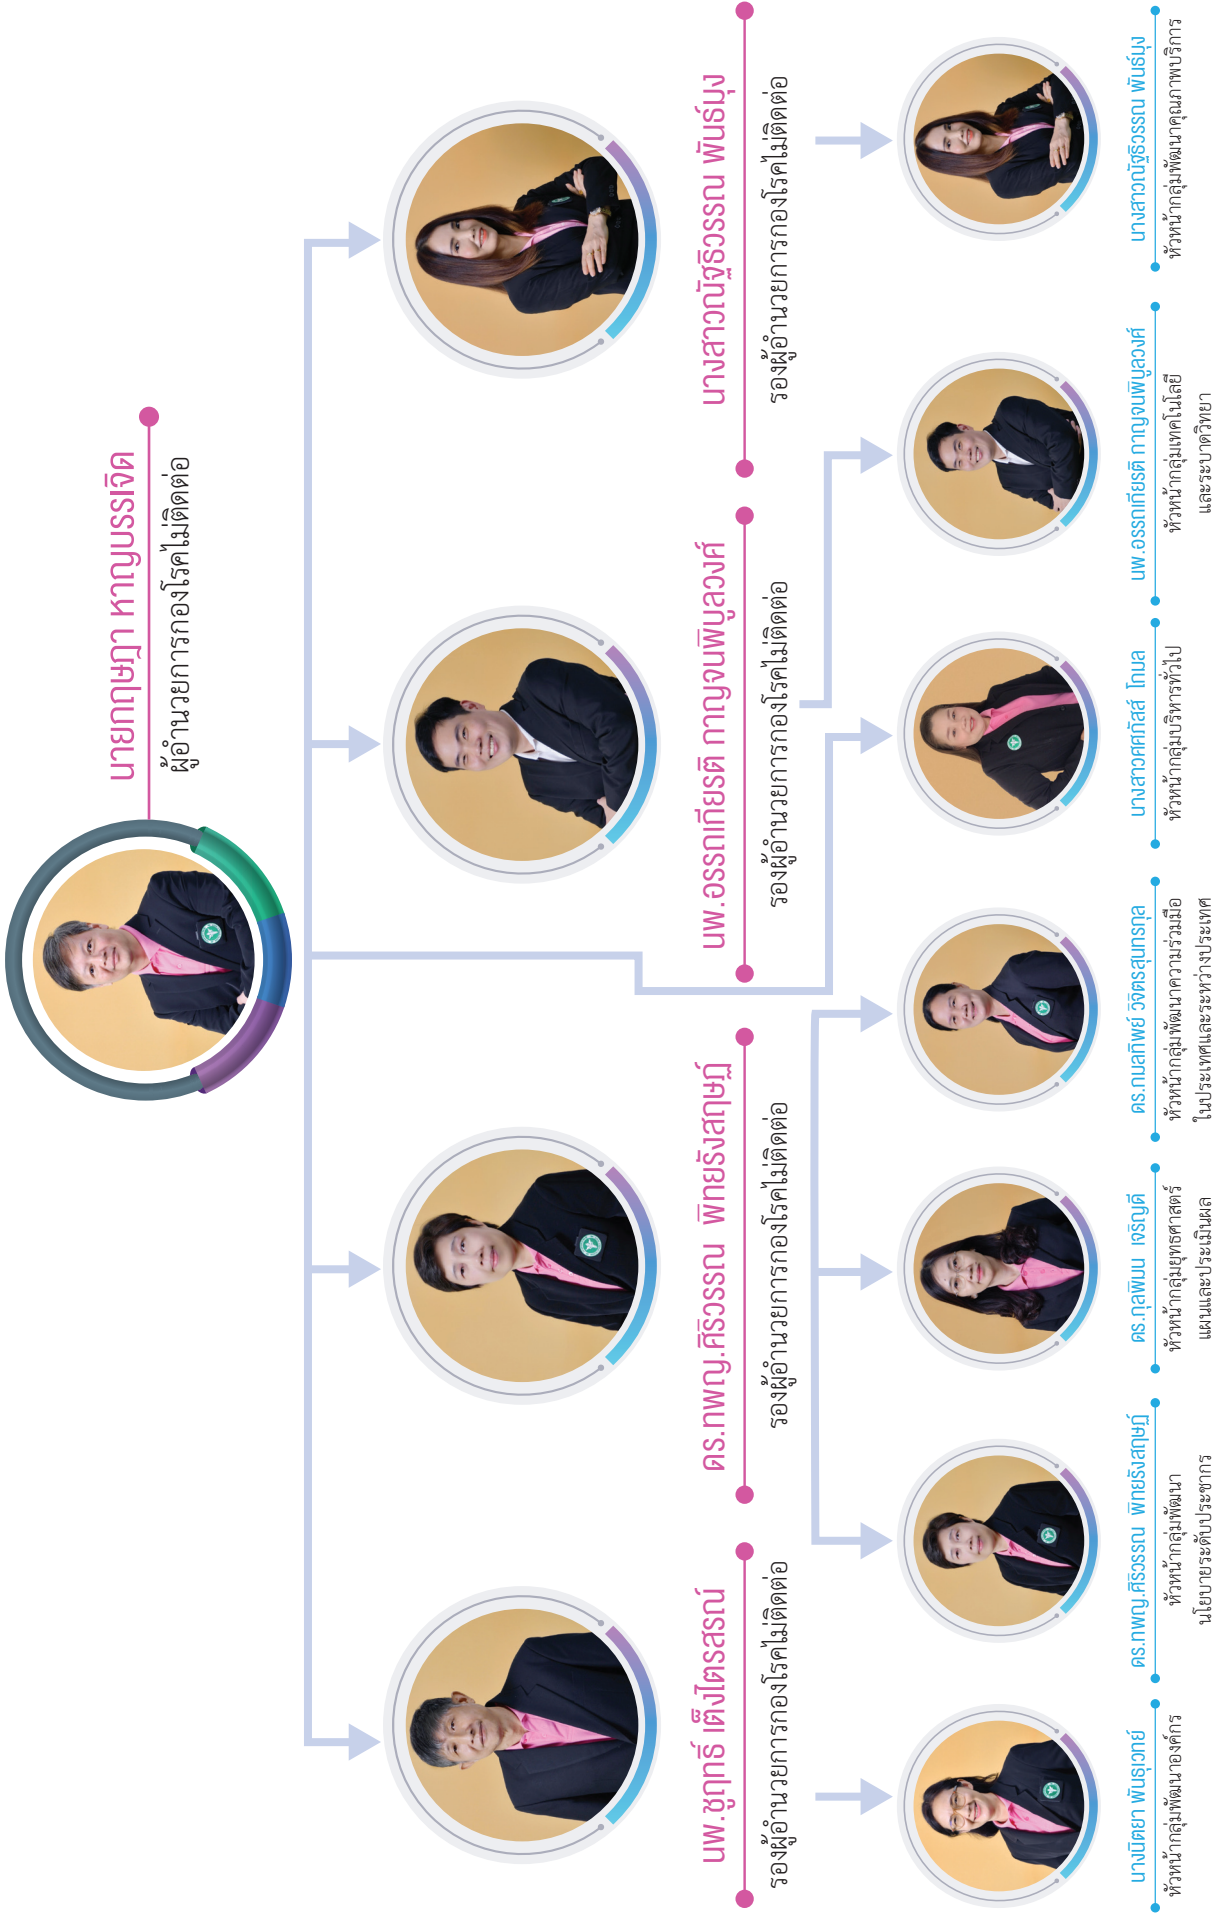 นายกฤษฎา หาญบรรเจิด
ผู้อำนวยการกองโรคไม่ติดต่อ
นพ.ชูฤทธิ์ เต็งไตรสรณ์
รองผู้อำนวยการกองโรคไม่ติดต่อ
ดร.ทพญ.ศิริวรรณ พิทยรังสฤษฏ์
รองผู้อำนวยการกองโรคไม่ติดต่อ
นพ.อรรถเกียรติ กาญจนพิบูลวงศ์
รองผู้อำนวยการกองโรคไม่ติดต่อ
นางสาวณัฐธิวรรณ พันธ์มุง
รองผู้อำนวยการกองโรคไม่ติดต่อ
นางนิตยา พันธุเวทย์
หัวหน้ากลุ่มพัฒนาองค์กร
ดร.ทพญ.ศิริวรรณ พิทยรังสฤษฏ์
หัวหน้ากลุ่มพัฒนา
นโยบายระดับประชากร
ดร.กุลพิมน เจริญดี
หัวหน้ากลุ่มยุทธศาสตร์
แผนและประเมินผล
ดร.กมลทิพย์ วิจิตรสุนทรกุล
หัวหน้ากลุ่มพัฒนาความร่วมมือ
ในประเทศและระหว่างประเทศ
นางสาวศศภัสส์ โกมล
หัวหน้ากลุ่มบริหารทั่วไป
นพ.อรรถเกียรติ กาญจนพิบูลวงศ์
หัวหน้ากลุ่มเทคโนโลยี
และระบาดวิทยา
นางสาวณัฐธิวรรณ พันธ์มุง
หัวหน้ากลุ่มพัฒนาคุณภาพบริการ